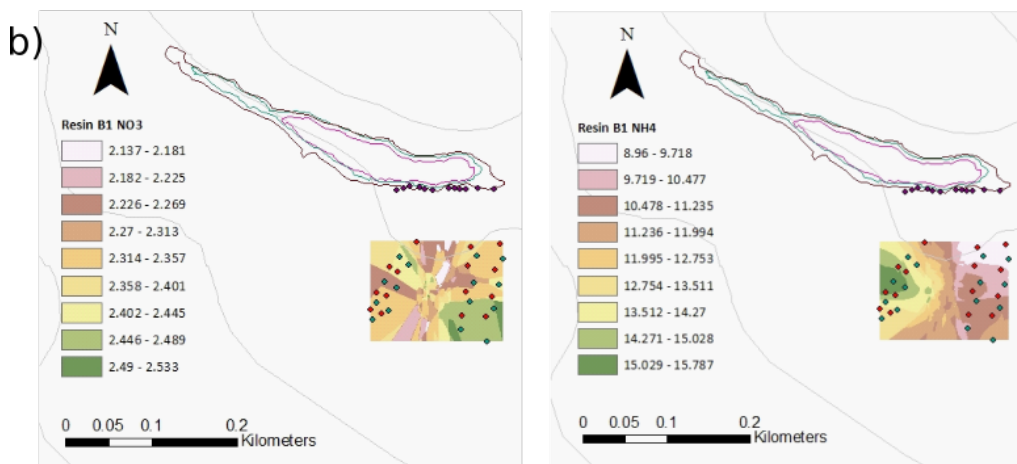 b)
N
Resin B1 NO3
2.137 - 2.181
2.182 - 2.225
2.226 - 2.269
2.27 - 2.313
2.314 - 2.357
2.358 - 2.401
2.402 - 2.445
2.446 - 2.489
2.49 - 2.533
0 0.05 0.1 0.2
Kilometers
N
Resin B1 NH4
8.96 - 9.718
9.719 - 10.477
10.478 - 11.235
11.236 - 11.994
11.995 - 12.753
12.754 - 13.511
13.512 - 14.27
14.271 - 15.028
15.029 - 15.787
0 0.05 0.1 0.2
Kilometers